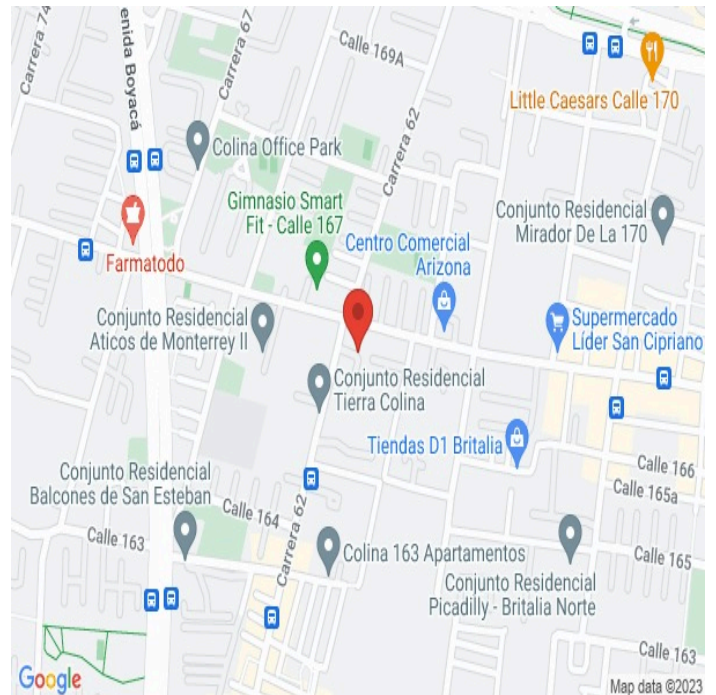 Carrera 74
enida Boyacá
Carrera 67
Calle 169A
Little Caesars Calle 170
Colina Office Park
Carrera 62
Gimnasio Smart
Fit - Calle 167
Conjunto Residencial
Mirador De La 170
Farmatodo
Centro Comercial
Arizona
Conjunto Residencial
Aticos de Monterrey II
Supermercado
Líder San Cipriano
Conjunto Residencial
Tierra Colina
Tiendas D1 Britalia
Calle 166
Conjunto Residencial
Balcones de San Esteban
Calle 165a
Calle 164
Carrera 62
Calle 163
Colina 163 Apartamentos
Calle 165
Conjunto Residencial
Picadilly - Britalia Norte
Calle 163
Google
Map data ©2023